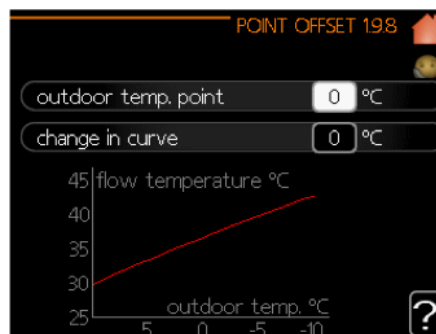 POINT OFFSET 1.9.8
outdoor temp. point 0 °C
change in curve 0 °C
45 flow temperature °C
40
35
30
25
outdoor temp. °C
5 0 -5 -10
?